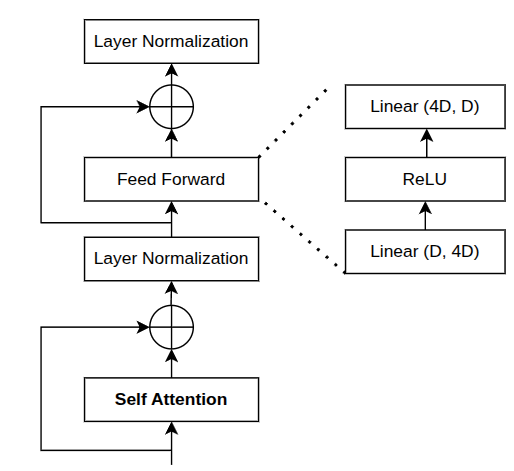 Layer Normalization
Feed Forward
Layer Normalization
Self Attention
Linear (4D, D)
ReLU
Linear (D, 4D)